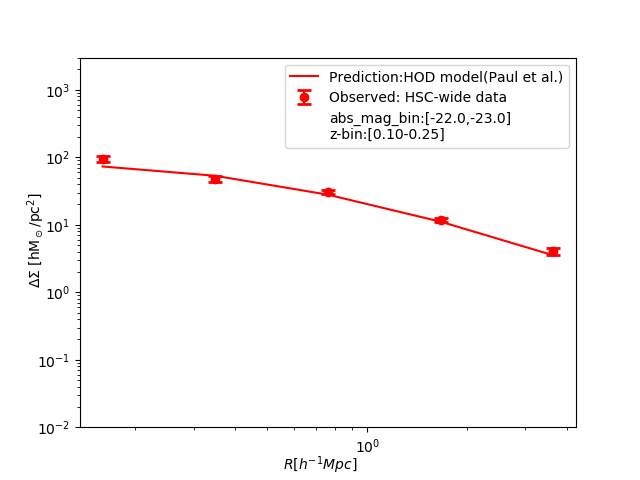 Prediction:HOD model(Paul et al.)
Observed: HSC-wide data
abs_mag_bin:[-22.0,-23.0]
z-bin:[0.10-0.25]
10³
10²
10¹
10⁰
10⁻¹
10⁻²
ΔΣ [hM⊙/pc²]
10⁰
R[h⁻¹Mpc]